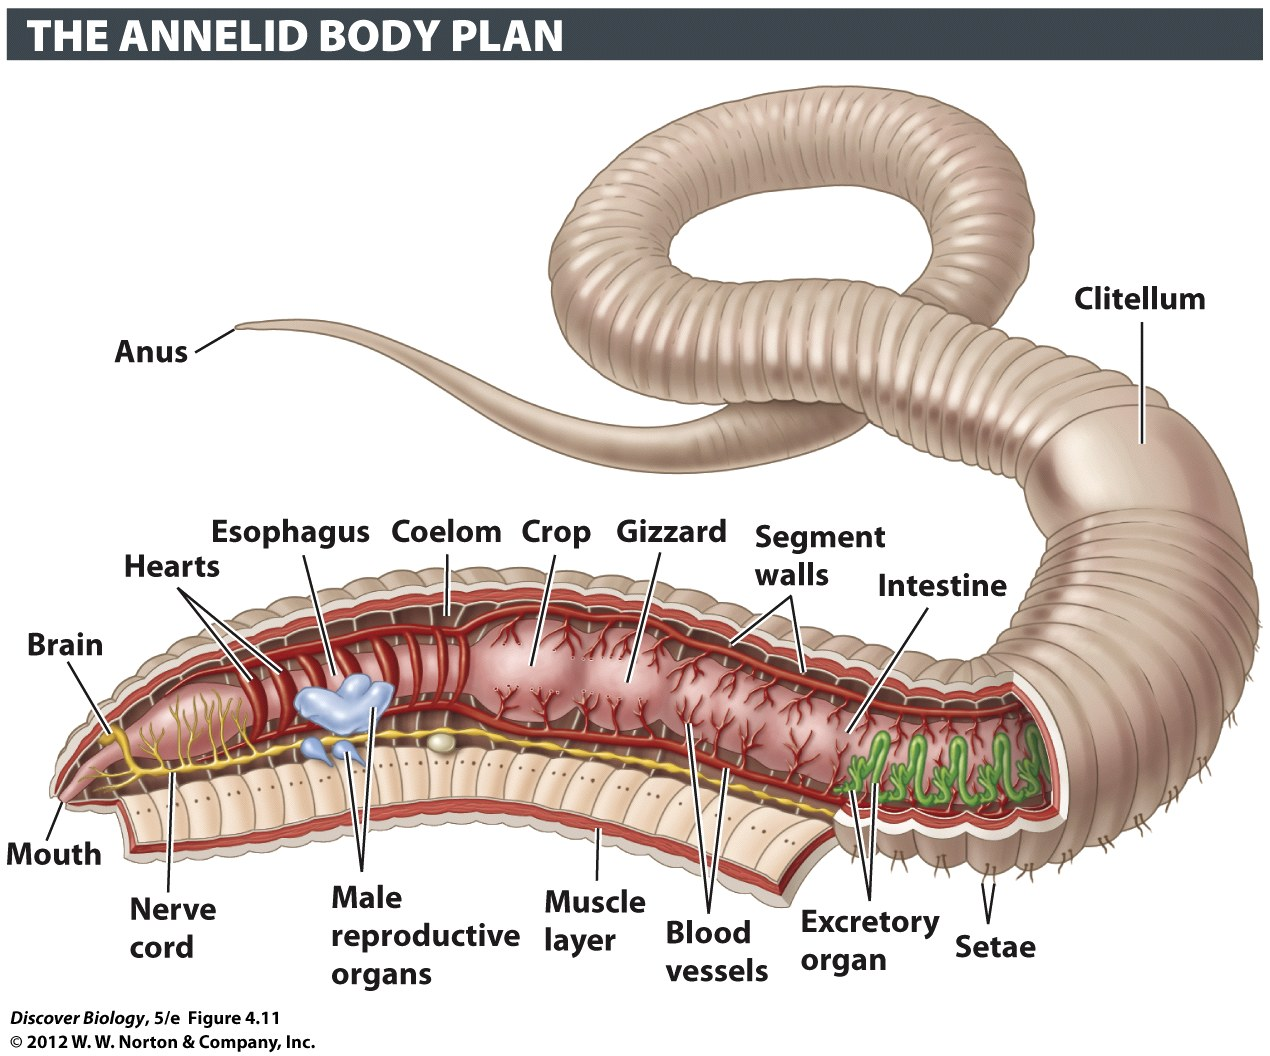 THE ANNELID BODY PLAN
Clitellum
Anus
Esophagus
Coelom
Crop
Gizzard
Segment
walls
Hearts
Intestine
Brain
Mouth
Nerve
cord
Male
reproductive
organs
Muscle
layer
Blood
vessels
Excretory
organ
Setae
Discover Biology, 5/e Figure 4.11
© 2012 W. W. Norton & Company, Inc.